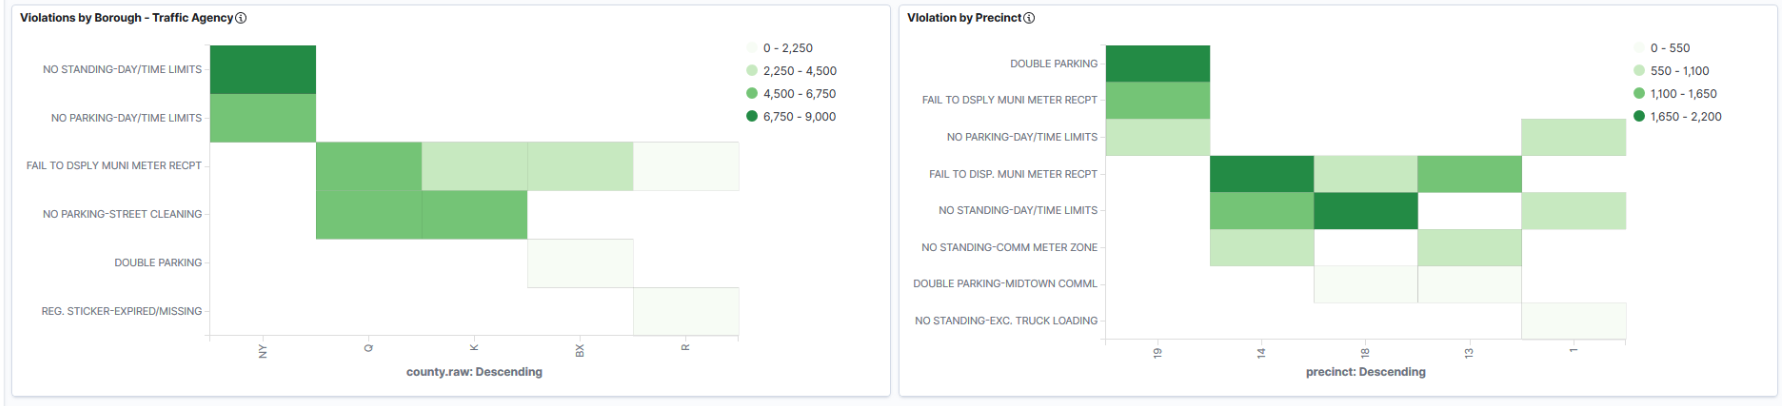 Violations by Borough - Traffic Agency
NO STANDING-DAY/TIME LIMITS
NO PARKING-DAY/TIME LIMITS
FAIL TO DSPLY MUNI METER RECPT
NO PARKING-STREET CLEANING
DOUBLE PARKING
REG. STICKER-EXPIRED/MISSING
NY
Q
K
BX
R
county.raw: Descending
0 - 2,250
2,250 - 4,500
4,500 - 6,750
6,750 - 9,000
VIolation by Precinct
DOUBLE PARKING
FAIL TO DSPLY MUNI METER RECPT
NO PARKING-DAY/TIME LIMITS
FAIL TO DISP. MUNI METER RECPT
NO STANDING-DAY/TIME LIMITS
NO STANDING-COMM METER ZONE
DOUBLE PARKING-MIDTOWN COMML
NO STANDING-EXC. TRUCK LOADING
19
14
18
13
1
precinct: Descending
0 - 550
550 - 1,100
1,100 - 1,650
1,650 - 2,200